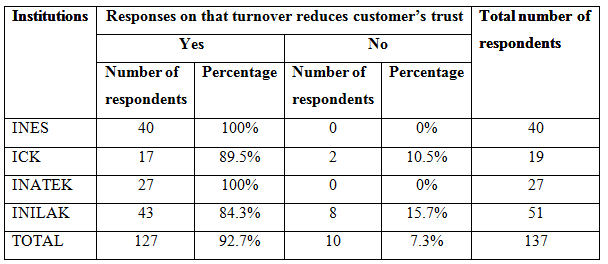 Institutions Responses on that turnover reduces customer's trust Total number of respondents
Yes No
Number of respondents Percentage Number of respondents Percentage
INES 40 100% 0 0% 40
ICK 17 89.5% 2 10.5% 19
INATEK 27 100% 0 0% 27
INILAK 43 84.3% 8 15.7% 51
TOTAL 127 92.7% 10 7.3% 137